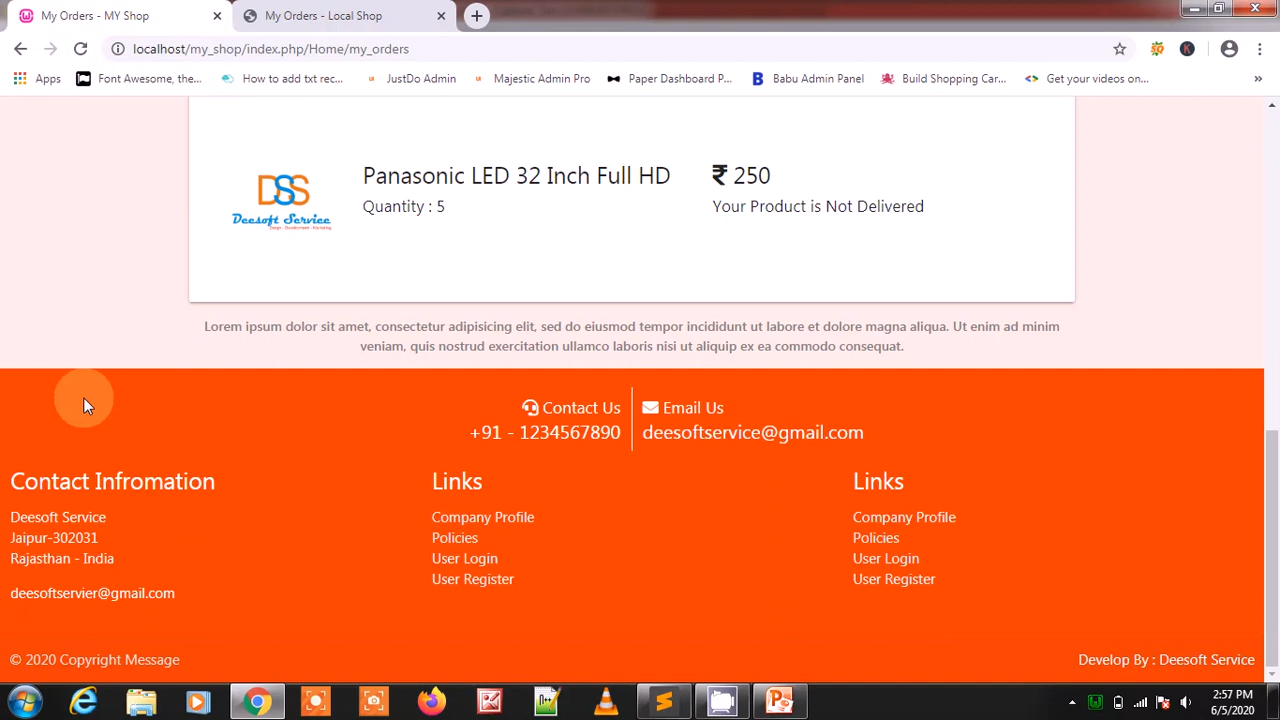 My Orders - MY Shop
My Orders - Local Shop
localhost/my_shop/index.php/Home/my_orders
Apps
Font Awesome, the...
How to add txt rec...
JustDo Admin
Majestic Admin Pro
Paper Dashboard P...
B Babu Admin Panel
Build Shopping Car...
Get your videos on...
»
DSS
Deesoft Service
Design - Development - Marketing
Panasonic LED 32 Inch Full HD
Quantity : 5
₹ 250
Your Product is Not Delivered
Lorem ipsum dolor sit amet, consectetur adipisicing elit, sed do eiusmod tempor incididunt ut labore et dolore magna aliqua. Ut enim ad minim
veniam, quis nostrud exercitation ullamco laboris nisi ut aliquip ex ea commodo consequat.
Contact Us
+91 - 1234567890
Email Us
deesoftservice@gmail.com
Contact Infromation
Deesoft Service
Jaipur-302031
Rajasthan - India
deesoftservier@gmail.com
Links
Company Profile
Policies
User Login
User Register
Links
Company Profile
Policies
User Login
User Register
© 2020 Copyright Message
Develop By : Deesoft Service
2:57 PM
6/5/2020